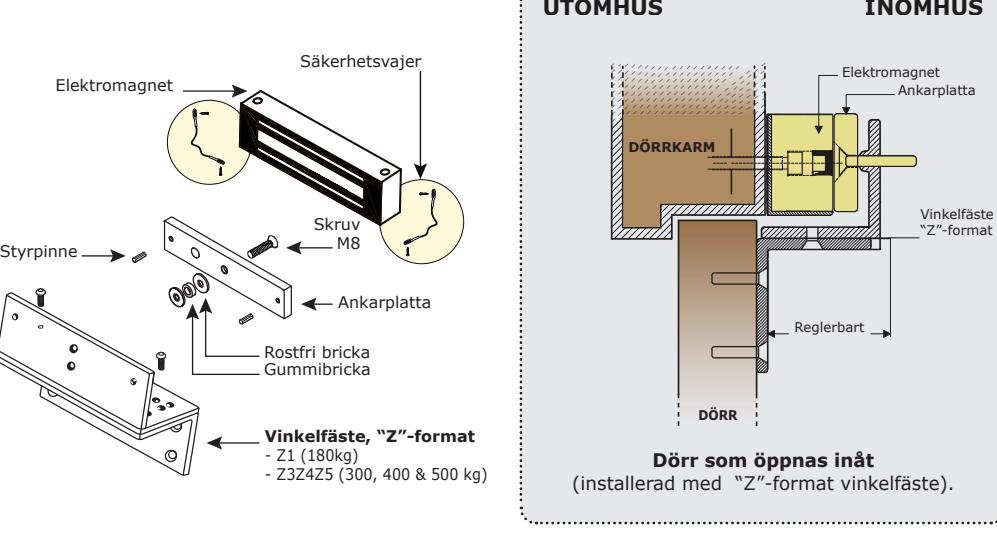 Säkerhetsvajer
Elektromagnet
Skruv
M8
Styrpinne
Ankarplatta
Rostfri bricka
Gummibricka
Vinkelfäste, “Z”-format
- Z1 (180kg)
- Z3Z4Z5 (300, 400 & 500 kg)
UTOMHUS
INOMHUS
Elektromagnet
Ankarplatta
DÖRRKARM
Vinkelfäste
“Z”-format
Reglerbart
DÖRR
Dörr som öppnas inåt
(installerad med “Z”-format vinkelfäste).